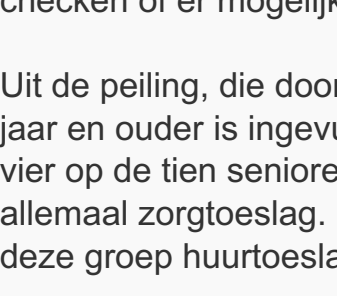 checken of er mogelijk
Uit de peiling, die door
jaar en ouder is ingevu
vier op de tien seniore
allemaal zorgtoeslag.
deze groep huurtoesla